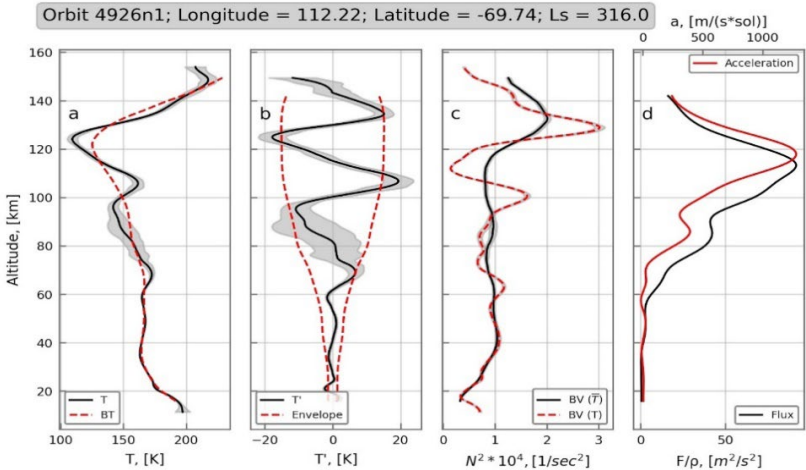 Orbit 4926n1; Longitude = 112.22; Latitude = -69.74; Ls = 316.0
a, [m/(s*sol)]
0 500 1000
160
140
120
100
80
60
40
20
Altitude, [km]
a
T
BT
100 150 200
T, [K]
b
T'
Envelope
−20 0 20
T', [K]
c
BV (T̅)
BV (T)
0 1 2 3
N² * 10⁴, [1/sec²]
d
Acceleration
Flux
0 50
F/ρ, [m²/s²]